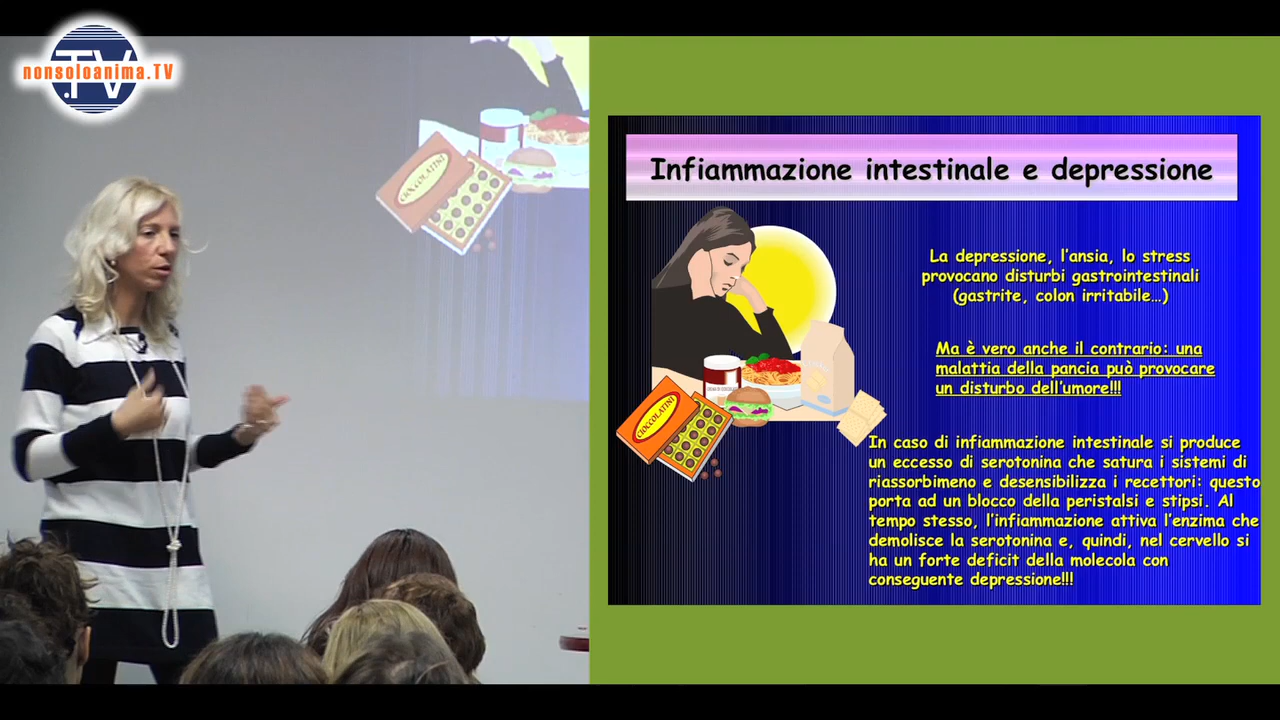 .TV
nonsoloanima.TV
CIOCCOLATINI
Infiammazione intestinale e depressione
La depressione, l'ansia, lo stress
provocano disturbi gastrointestinali
(gastrite, colon irritabile…)
Ma è vero anche il contrario: una
malattia della pancia può provocare
un disturbo dell'umore!!!
CIOCCOLATINI
In caso di infiammazione intestinale si produce
un eccesso di serotonina che satura i sistemi di
riassorbimeno e desensibilizza i recettori: questo
porta ad un blocco della peristalsi e stipsi. Al
tempo stesso, l'infiammazione attiva l'enzima che
demolisce la serotonina e, quindi, nel cervello si
ha un forte deficit della molecola con
conseguente depressione!!!